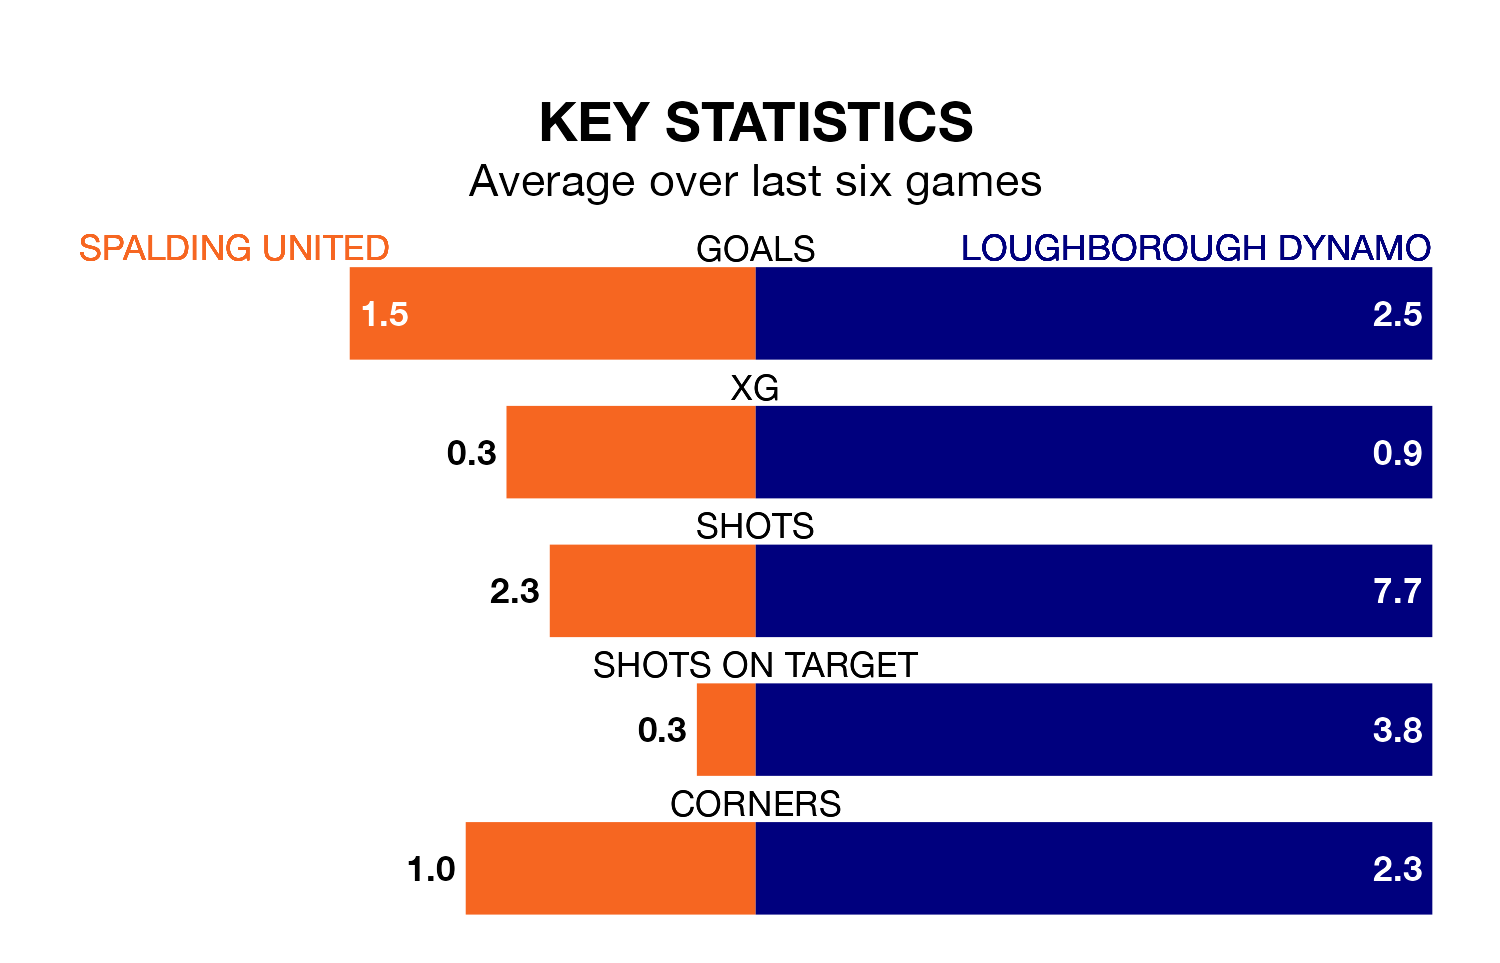 KEY STATISTICS
Average over last six games
SPALDING UNITED GOALS LOUGHBOROUGH DYNAMO
1.5 2.5
XG
0.3 0.9
SHOTS
2.3 7.7
SHOTS ON TARGET
0.3 3.8
CORNERS
1.0 2.3